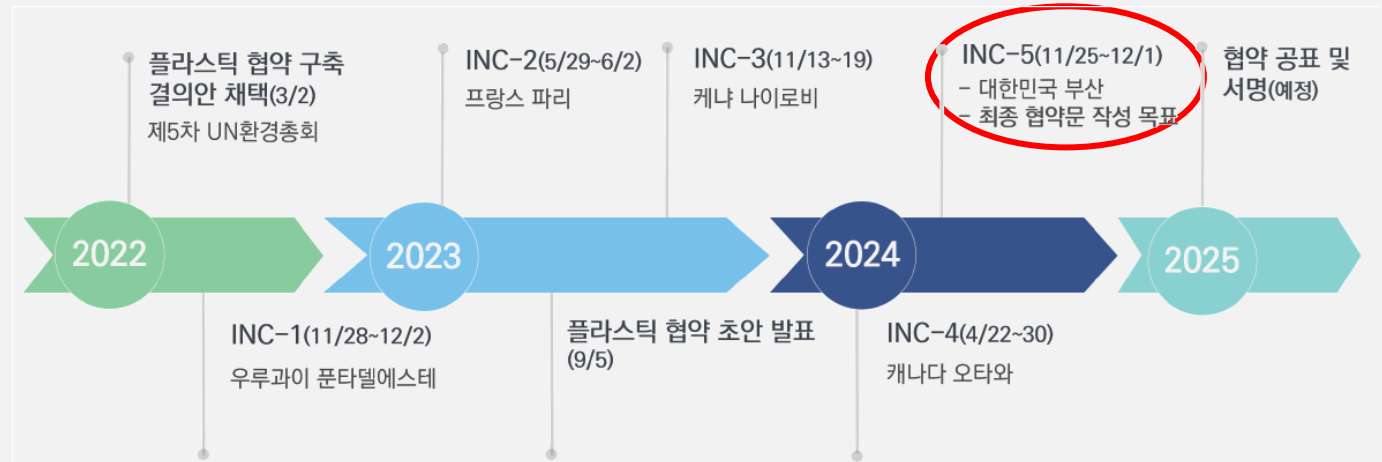 플라스틱 협약 구축
결의안 채택(3/2)
제5차 UN환경총회
INC-2(5/29~6/2)
프랑스 파리
INC-3(11/13~19)
케냐 나이로비
INC-5(11/25~12/1)
- 대한민국 부산
- 최종 협약문 작성 목표
협약 공표 및
서명(예정)
2022
2023
2024
2025
INC-1(11/28~12/2)
우루과이 푼타델에스테
플라스틱 협약 초안 발표
(9/5)
INC-4(4/22~30)
캐나다 오타와